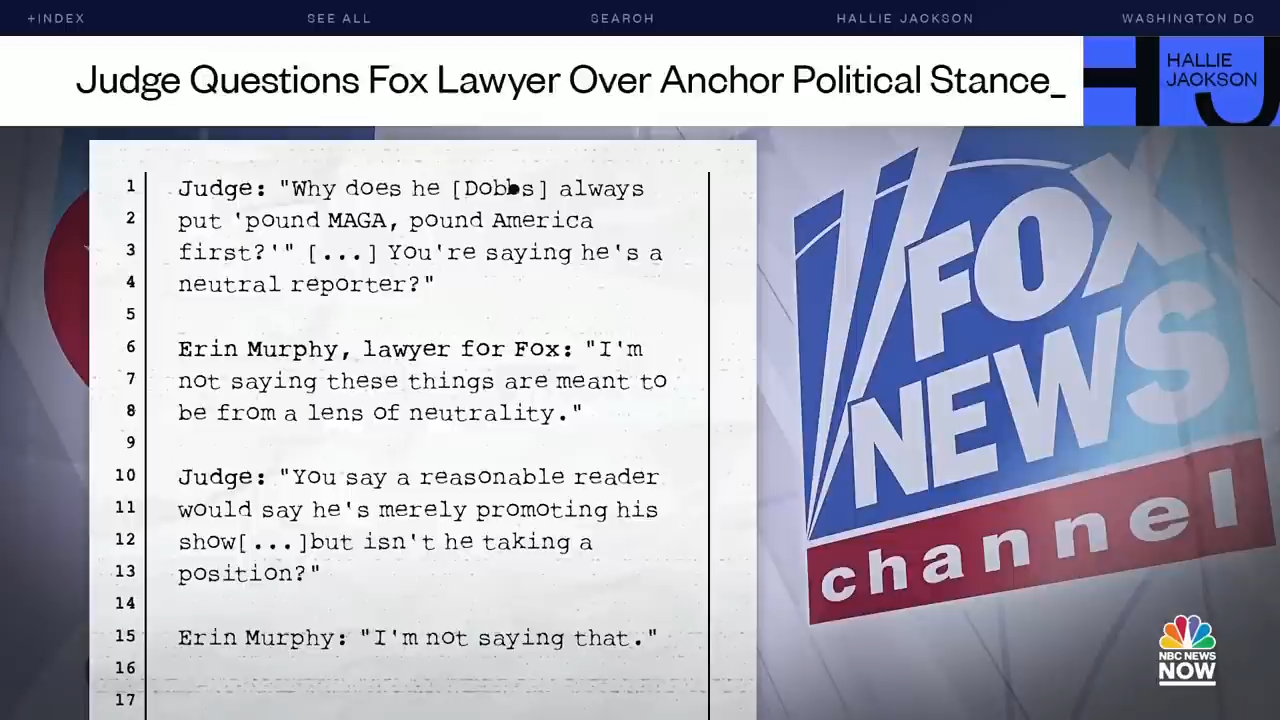 +INDEX
SEE ALL
SEARCH
HALLIE JACKSON
WASHINGTON DO
Judge Questions Fox Lawyer Over Anchor Political Stance_
HALLIE
JACKSON
1 Judge: "Why does he [Dobbs] always
2 put 'pound MAGA, pound America
3 first?'" [...] You're saying he's a
4 neutral reporter?"
5
6 Erin Murphy, lawyer for Fox: "I'm
7 not saying these things are meant to
8 be from a lens of neutrality."
9
10 Judge: "You say a reasonable reader
11 would say he's merely promoting his
12 show[...]but isn't he taking a
13 position?"
14
15 Erin Murphy: "I'm not saying that."
16
17
FOX
NEWS
channel
NBC NEWS
NOW